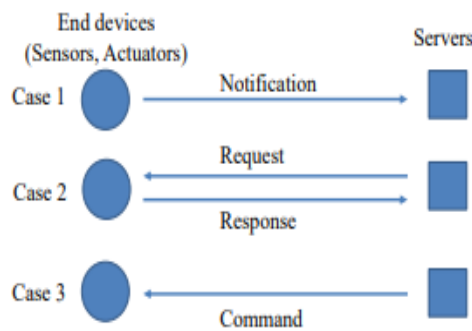 End devices
(Sensors, Actuators)
Servers
Case 1
Notification
Case 2
Request
Response
Case 3
Command